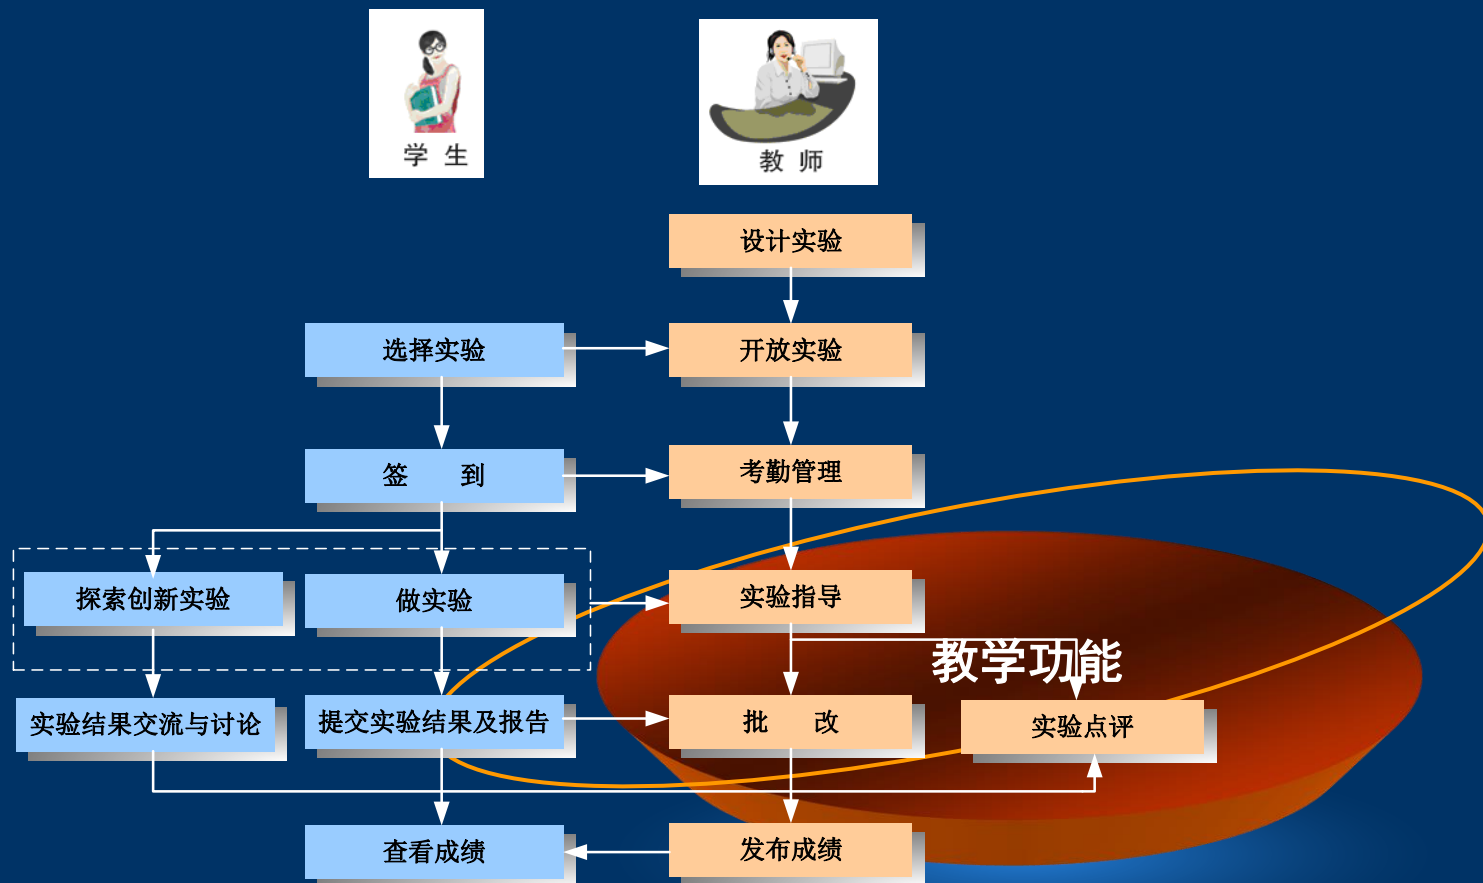 学 生
教 师
设计实验
选择实验
开放实验
签 到
考勤管理
探索创新实验
做实验
实验指导
教学功能
实验结果交流与讨论
提交实验结果及报告
批 改
实验点评
查看成绩
发布成绩